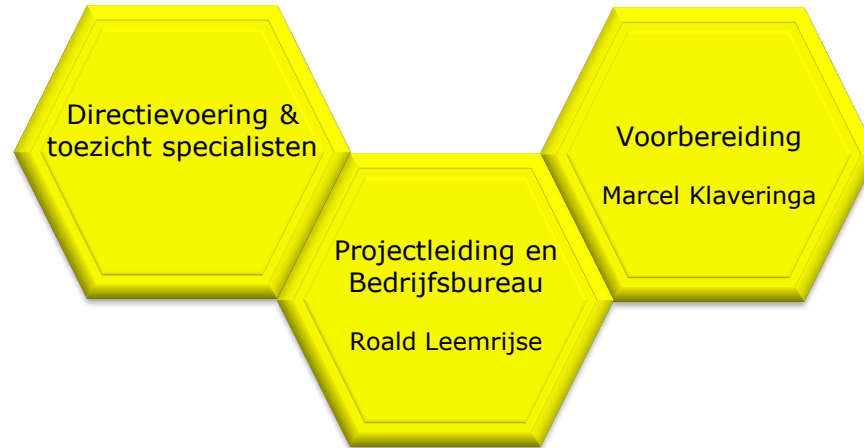 Directievoering &
toezicht specialisten
Projectleiding en
Bedrijfsbureau
Roald Leemrijse
Voorbereiding
Marcel Klaveringa